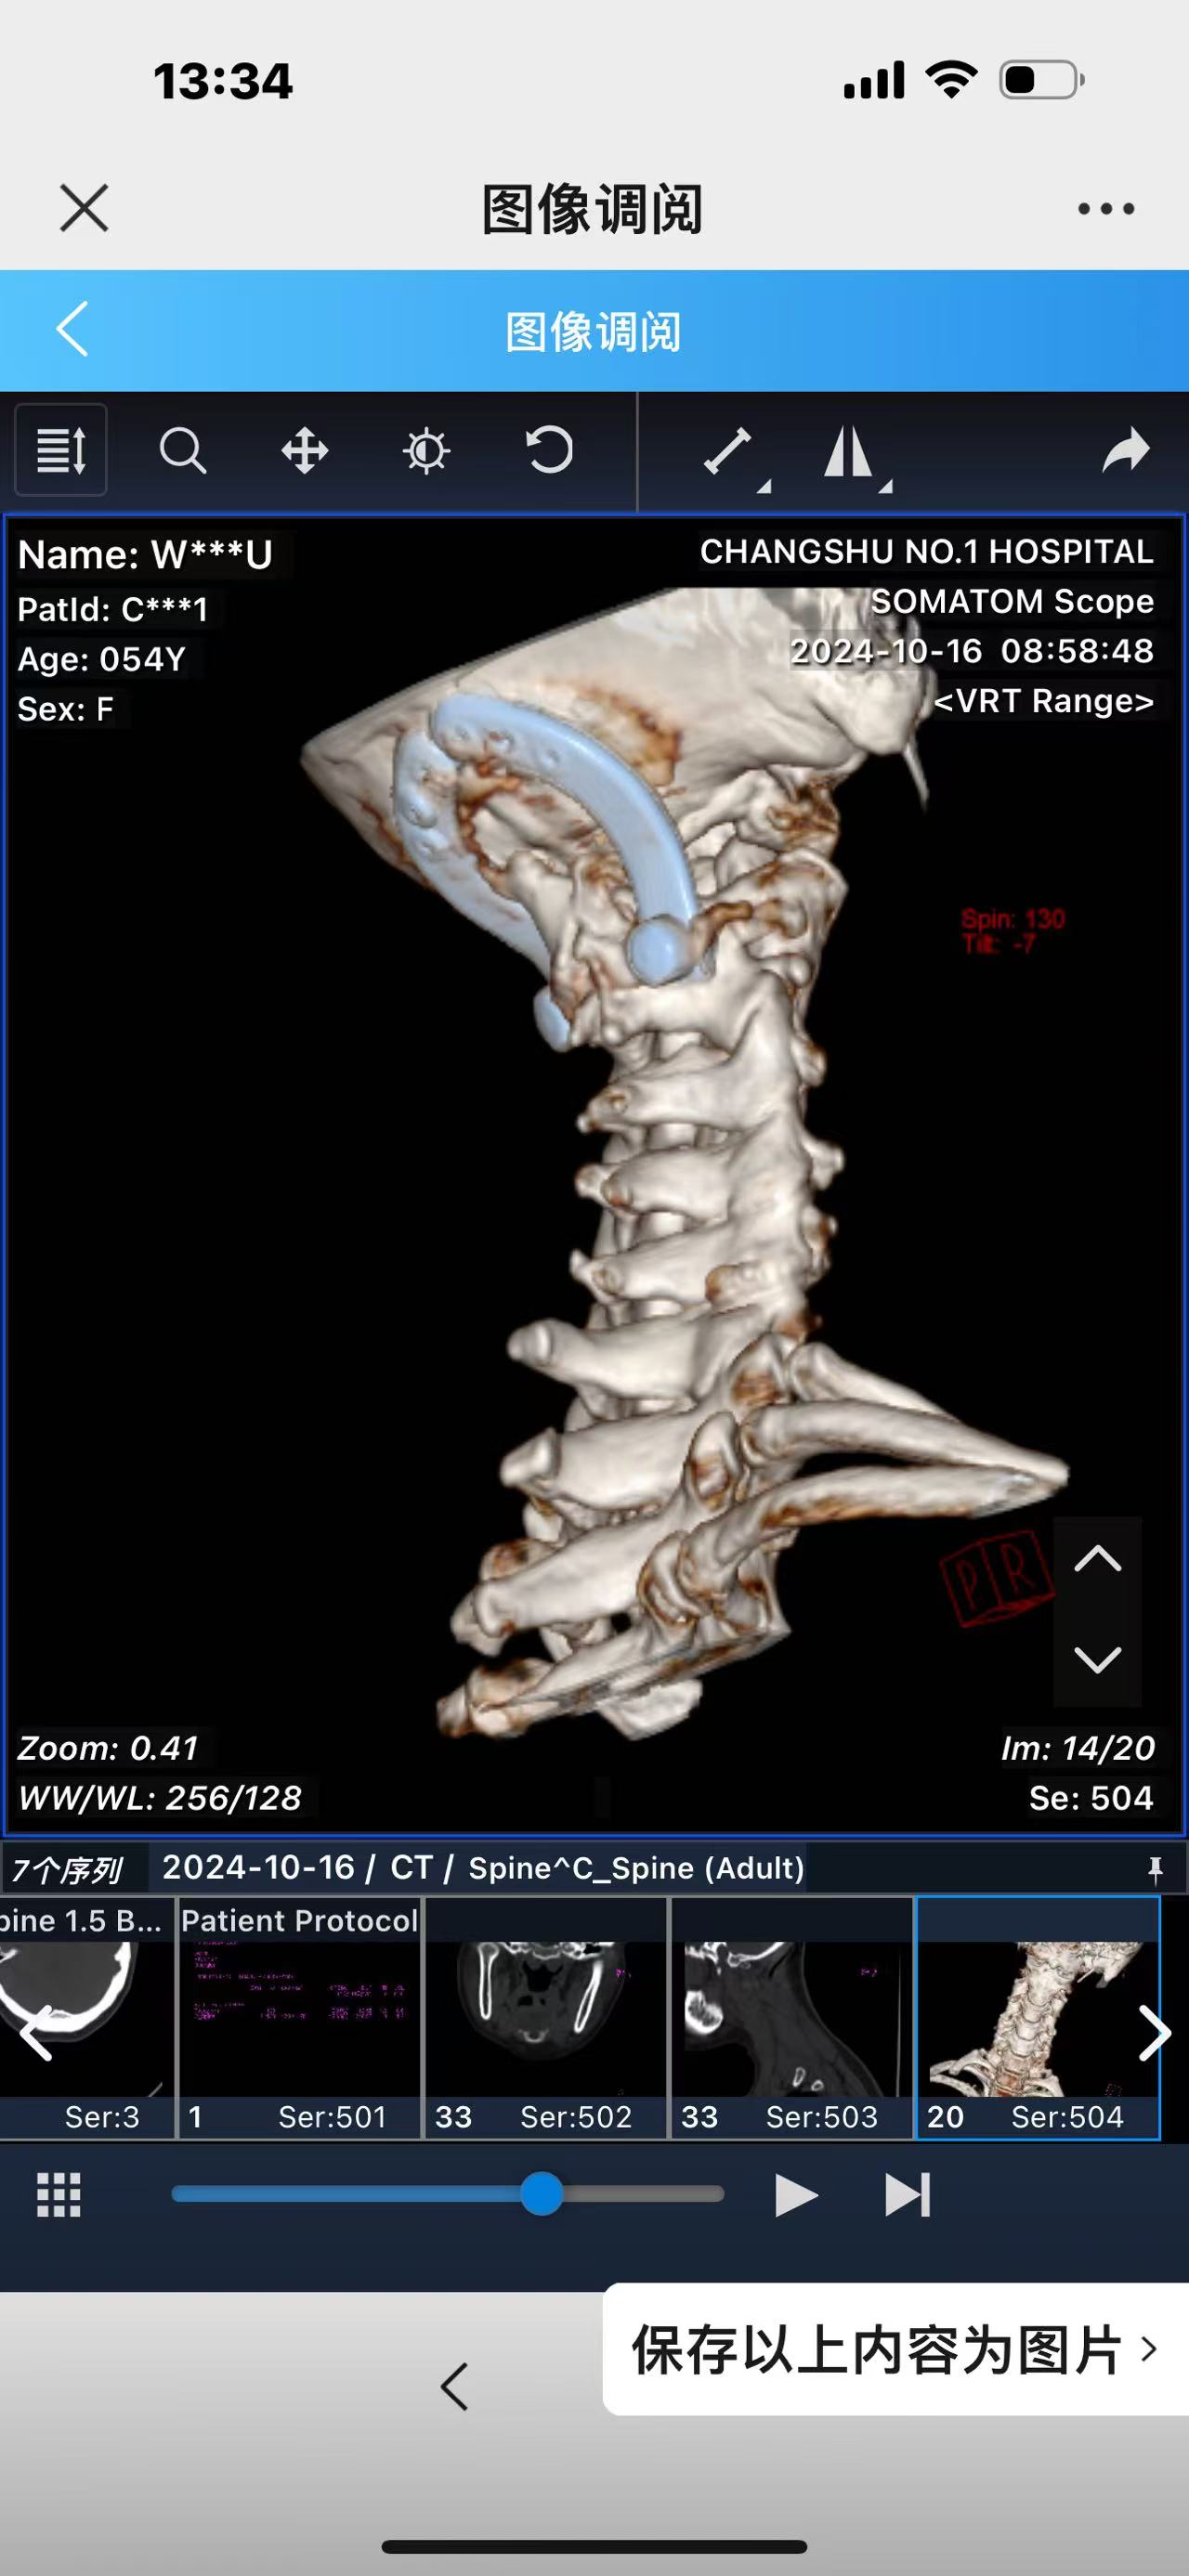 13:34
图像调阅
图像调阅
Name: W***U
PatId: C***1
Age: 054Y
Sex: F
CHANGSHU NO.1 HOSPITAL
SOMATOM Scope
2024-10-16 08:58:48
<VRT Range>
Spin: 130
Tilt: -7
P R
Zoom: 0.41
WW/WL: 256/128
Im: 14/20
Se: 504
7个序列
2024-10-16 / CT / Spine^C_Spine (Adult)
pine 1.5 B...
Patient Protocol
Ser:3
1 Ser:501
33 Ser:502
33 Ser:503
20 Ser:504
保存以上内容为图片